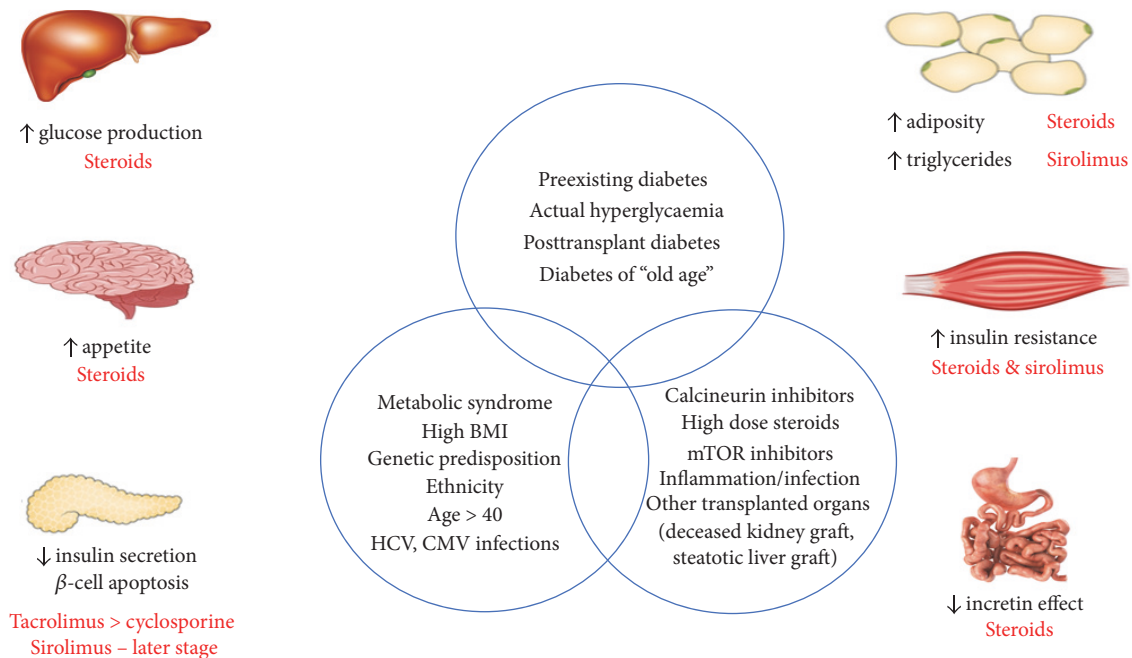 ↑ glucose production
Steroids
↑ appetite
Steroids
↓ insulin secretion
β-cell apoptosis
Tacrolimus > cyclosporine
Sirolimus – later stage
Preexisting diabetes
Actual hyperglycaemia
Posttransplant diabetes
Diabetes of “old age”
Metabolic syndrome
High BMI
Genetic predisposition
Ethnicity
Age > 40
HCV, CMV infections
Calcineurin inhibitors
High dose steroids
mTOR inhibitors
Inflammation/infection
Other transplanted organs
(deceased kidney graft,
steatotic liver graft)
↑ adiposity Steroids
↑ triglycerides Sirolimus
↑ insulin resistance
Steroids & sirolimus
↓ incretin effect
Steroids